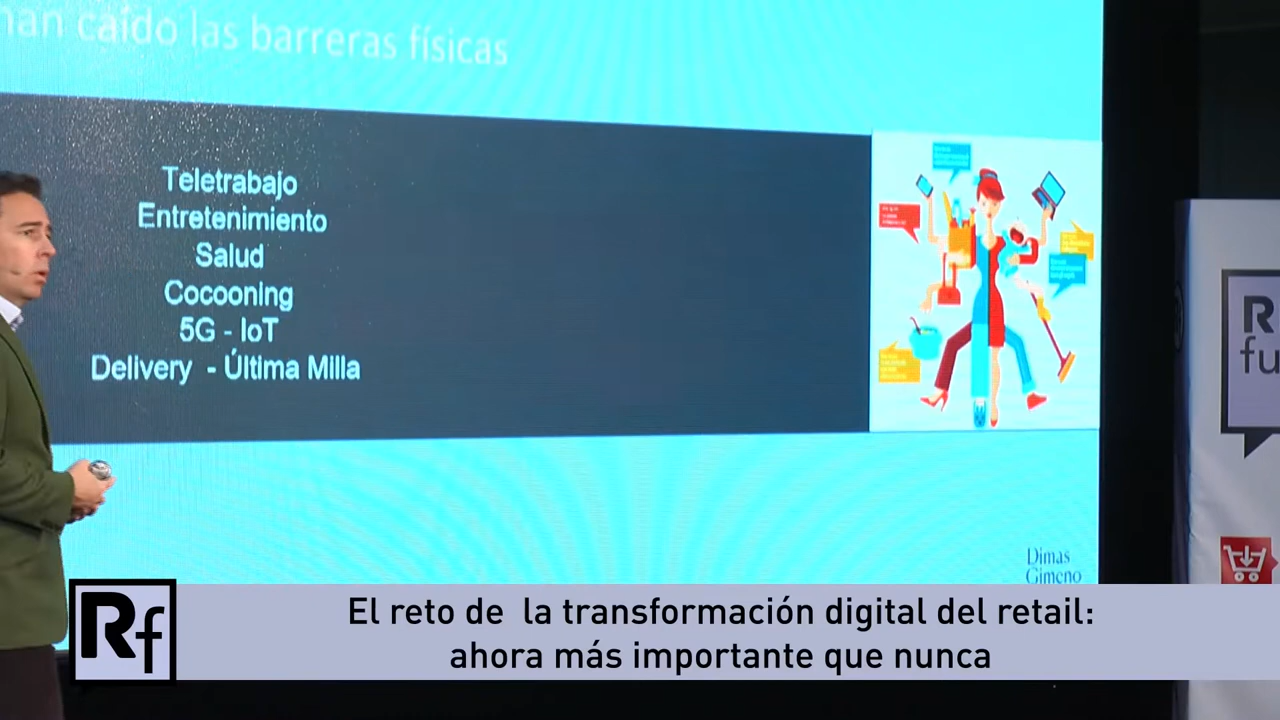 han caído las barreras físicas
Teletrabajo
Entretenimiento
Salud
Cocooning
5G - IoT
Delivery - Última Milla
Dimas
Gimeno
R
fu
Rf
El reto de la transformación digital del retail:
ahora más importante que nunca